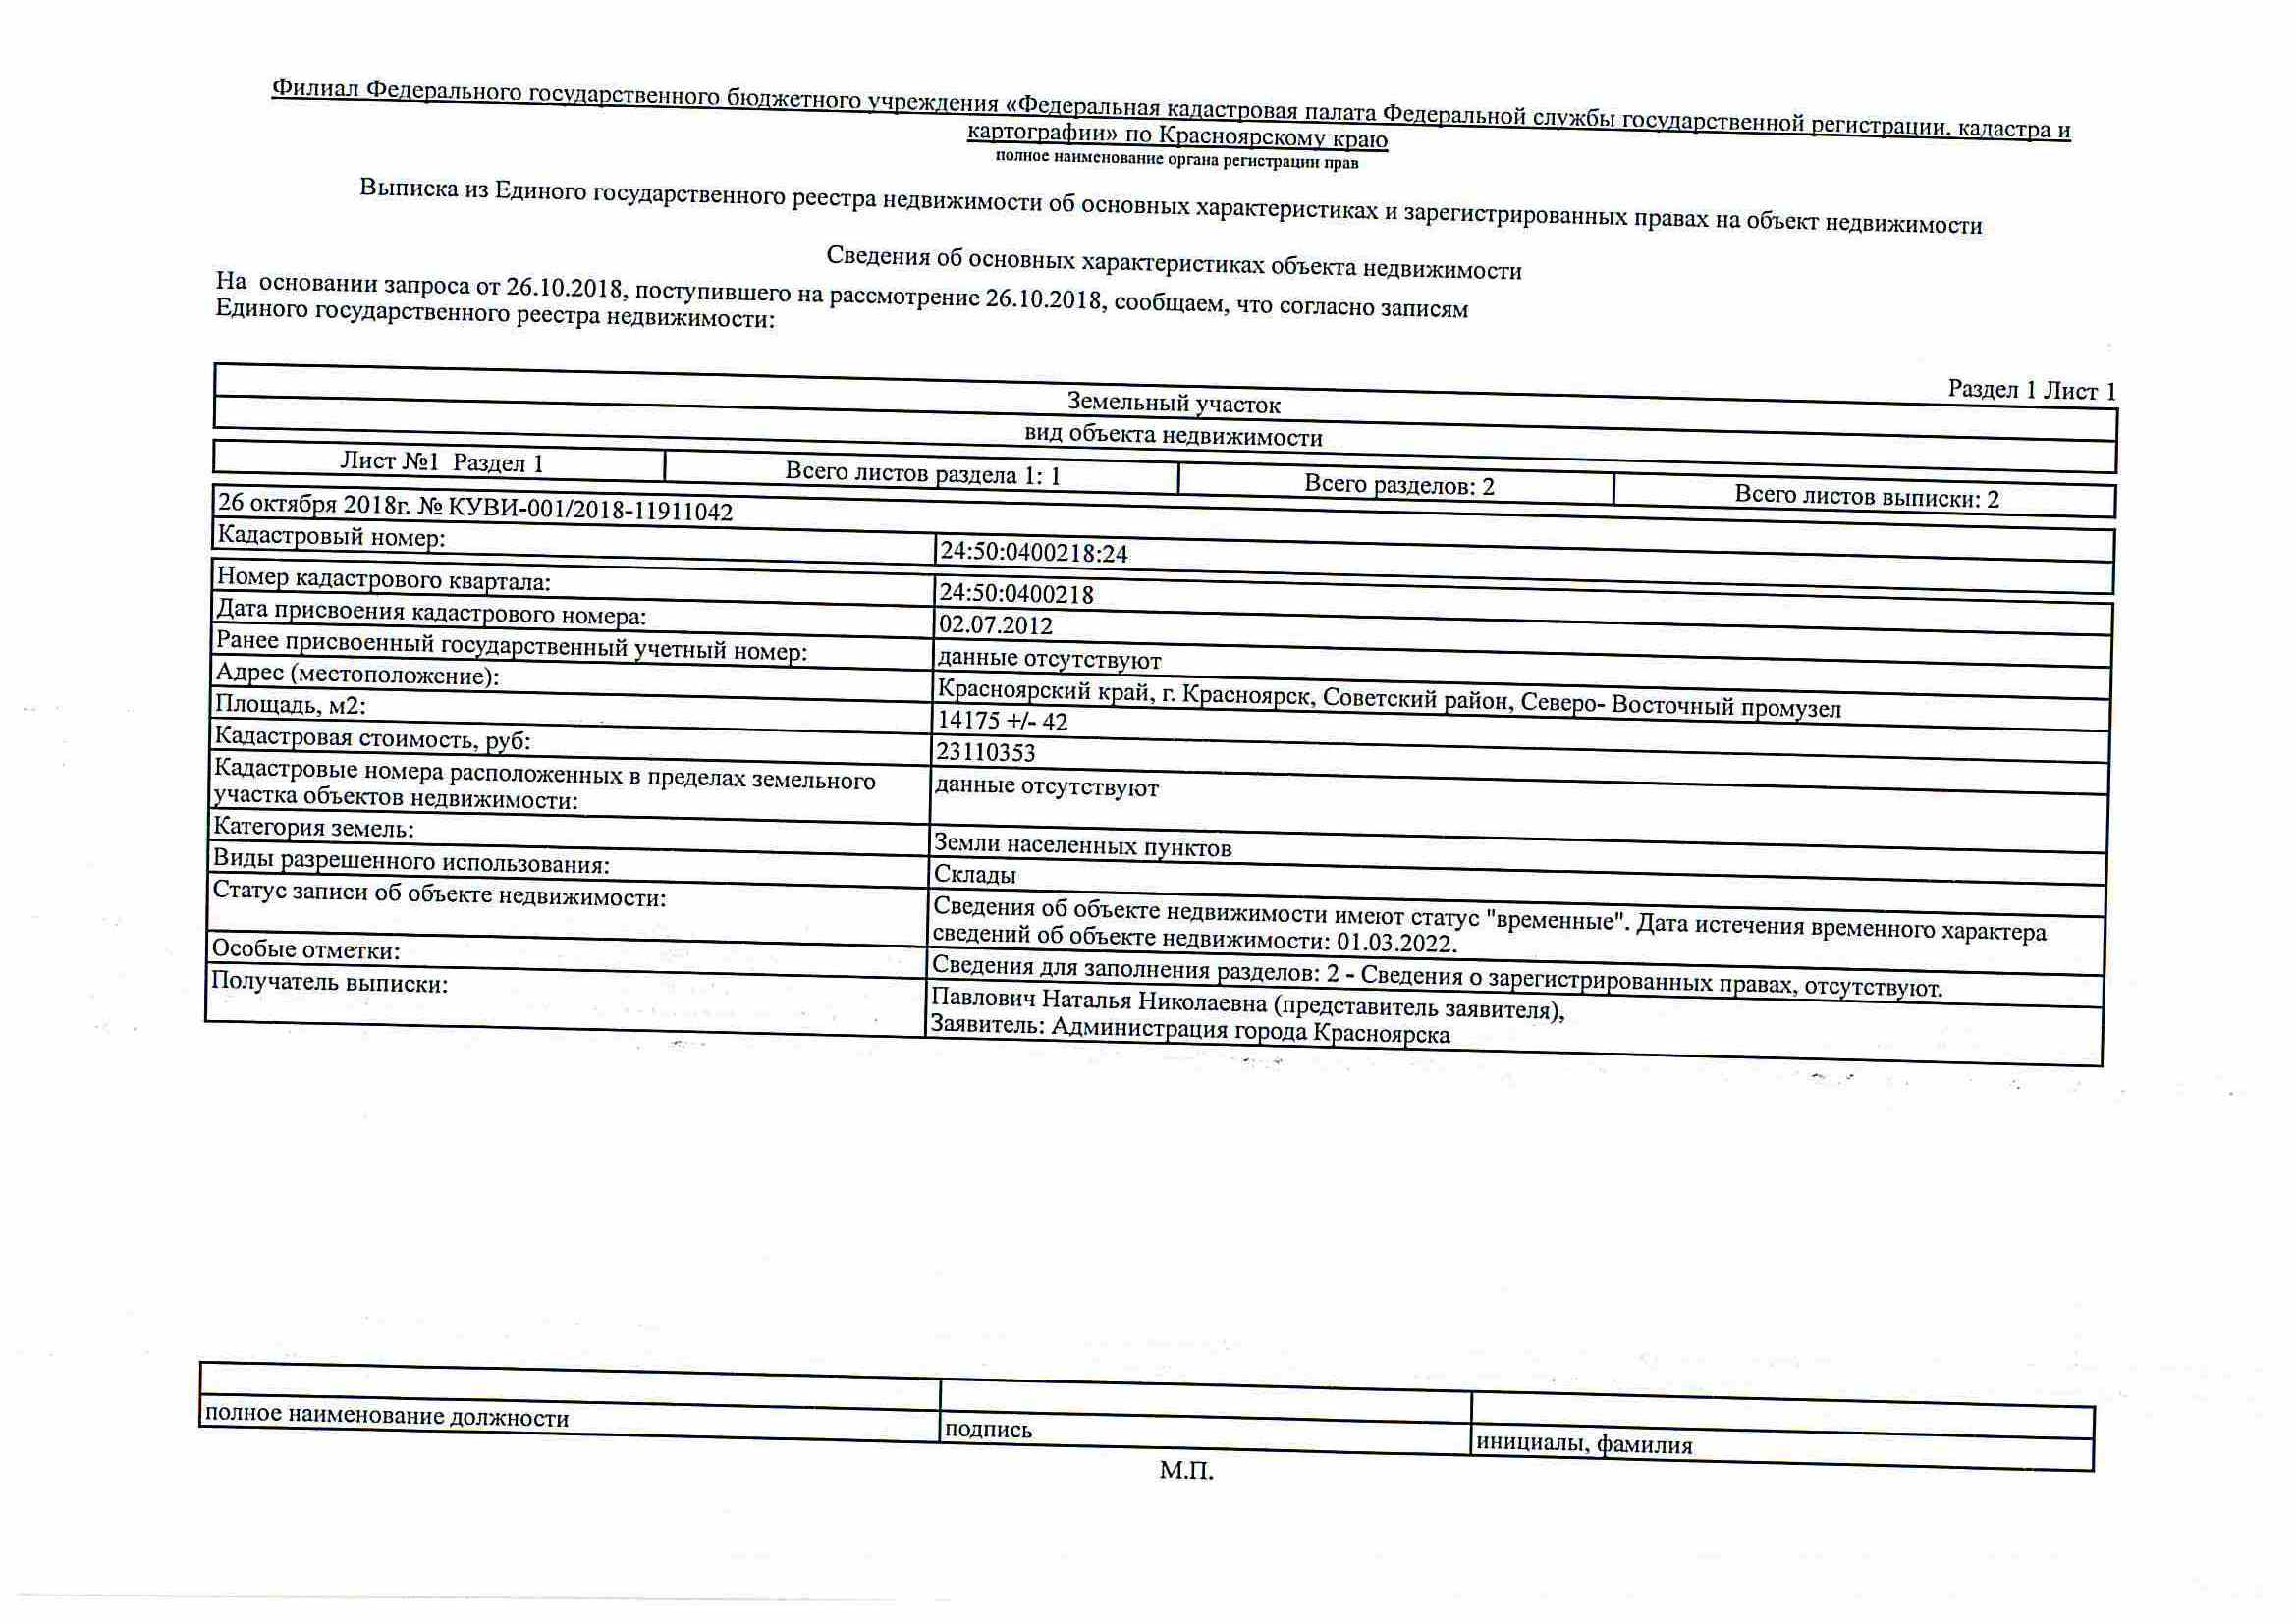 Филиал Федерального государственного бюджетного учреждения «Федеральная кадастровая палата Федеральной службы государственной регистрации, кадастра и
картографии» по Красноярскому краю
полное наименование органа регистрации прав
Выписка из Единого государственного реестра недвижимости об основных характеристиках и зарегистрированных правах на объект недвижимости
Сведения об основных характеристиках объекта недвижимости
На основании запроса от 26.10.2018, поступившего на рассмотрение 26.10.2018, сообщаем, что согласно записям
Единого государственного реестра недвижимости:
Раздел 1 Лист 1
Земельный участок
вид объекта недвижимости
Лист №1 Раздел 1 Всего листов раздела 1: 1 Всего разделов: 2 Всего листов выписки: 2
26 октября 2018г. № КУВИ-001/2018-11911042
Кадастровый номер: 24:50:0400218:24
Номер кадастрового квартала: 24:50:0400218
Дата присвоения кадастрового номера: 02.07.2012
Ранее присвоенный государственный учетный номер: данные отсутствуют
Адрес (местоположение): Красноярский край, г. Красноярск, Советский район, Северо- Восточный промузел
Площадь, м2: 14175 +/- 42
Кадастровая стоимость, руб: 23110353
Кадастровые номера расположенных в пределах земельного данные отсутствуют
участка объектов недвижимости:
Категория земель: Земли населенных пунктов
Виды разрешенного использования: Склады
Статус записи об объекте недвижимости: Сведения об объекте недвижимости имеют статус "временные". Дата истечения временного характера
сведений об объекте недвижимости: 01.03.2022.
Особые отметки: Сведения для заполнения разделов: 2 - Сведения о зарегистрированных правах, отсутствуют.
Получатель выписки: Павлович Наталья Николаевна (представитель заявителя),
Заявитель: Администрация города Красноярска
полное наименование должности подпись инициалы, фамилия
М.П.